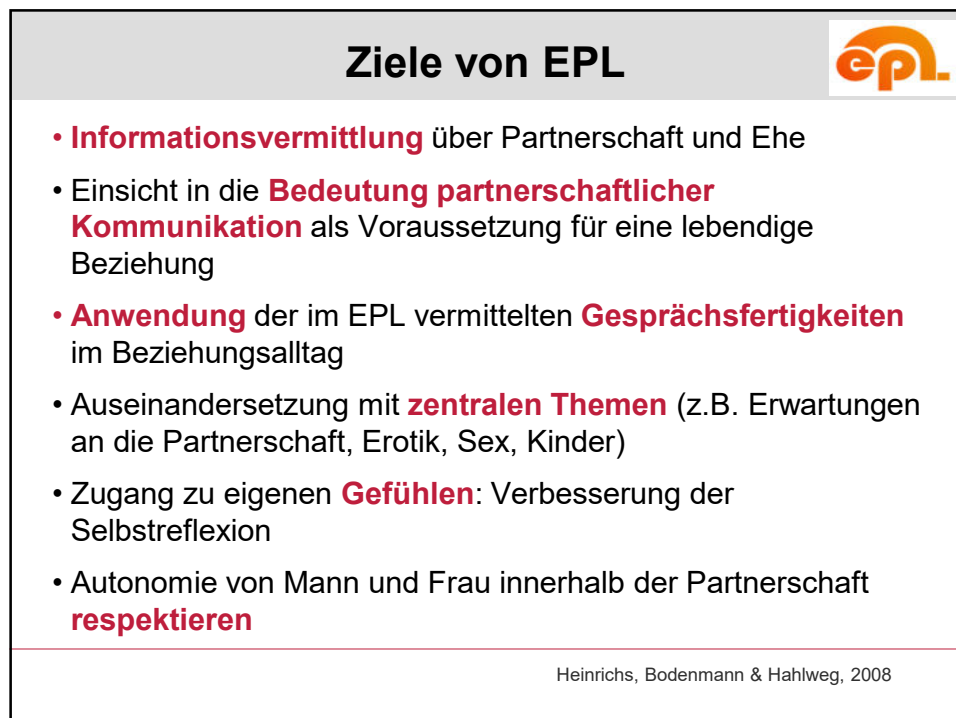 Ziele von EPL
epl.
• Informationsvermittlung über Partnerschaft und Ehe
• Einsicht in die Bedeutung partnerschaftlicher
Kommunikation als Voraussetzung für eine lebendige
Beziehung
• Anwendung der im EPL vermittelten Gesprächsfertigkeiten
im Beziehungsalltag
• Auseinandersetzung mit zentralen Themen (z.B. Erwartungen
an die Partnerschaft, Erotik, Sex, Kinder)
• Zugang zu eigenen Gefühlen: Verbesserung der
Selbstreflexion
• Autonomie von Mann und Frau innerhalb der Partnerschaft
respektieren
Heinrichs, Bodenmann & Hahlweg, 2008